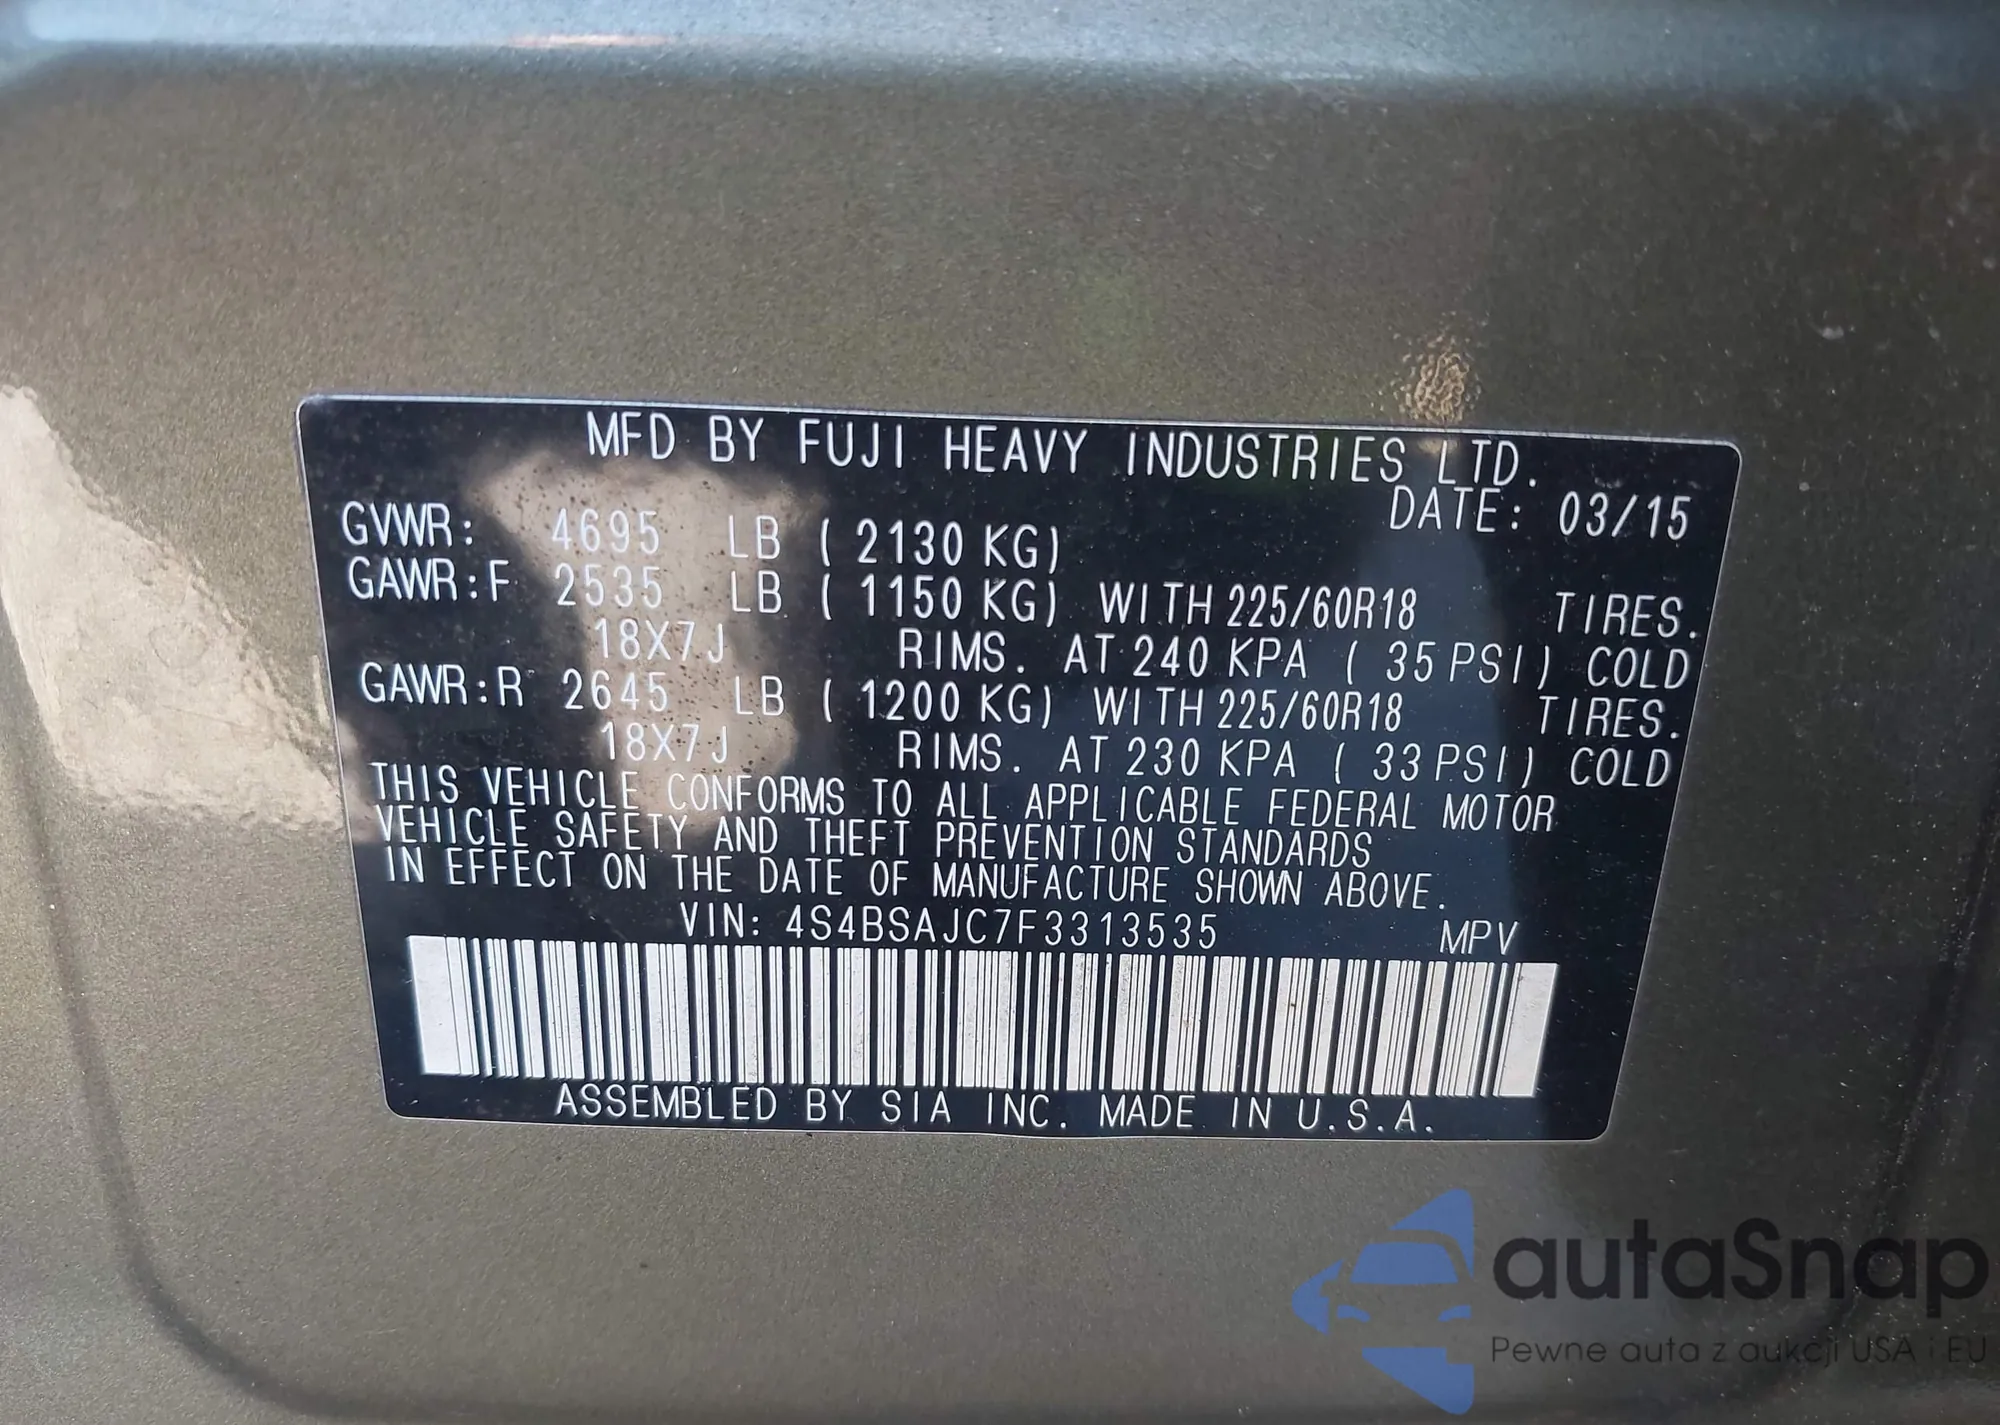 MFD BY FUJI HEAVY INDUSTRIES LTD.
DATE: 03/15
GVWR: 4695 LB ( 2130 KG)
GAWR:F 2535 LB ( 1150 KG) WITH 225/60R18 TIRES.
18X7J RIMS. AT 240 KPA ( 35 PSI) COLD
GAWR:R 2645 LB ( 1200 KG) WITH 225/60R18 TIRES.
18X7J RIMS. AT 230 KPA ( 33 PSI) COLD
THIS VEHICLE CONFORMS TO ALL APPLICABLE FEDERAL MOTOR
VEHICLE SAFETY AND THEFT PREVENTION STANDARDS
IN EFFECT ON THE DATE OF MANUFACTURE SHOWN ABOVE.
VIN: 4S4BSAJC7F3313535 MPV
ASSEMBLED BY SIA INC. MADE IN U.S.A.
autaSnap
Pewne auta z aukcji USA i EU